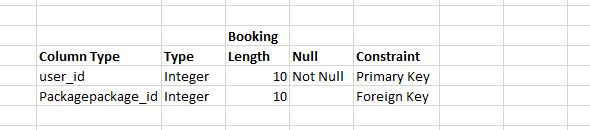 Booking
Column Type Type Length Null Constraint
user_id Integer 10 Not Null Primary Key
Packagepackage_id Integer 10 Foreign Key